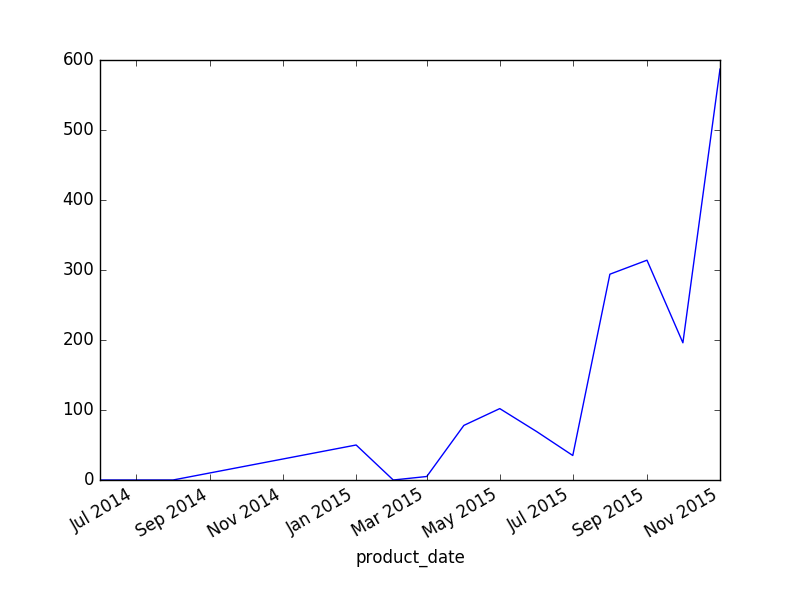 600
500
400
300
200
100
0
Jul 2014
Sep 2014
Nov 2014
Jan 2015
Mar 2015
May 2015
Jul 2015
Sep 2015
Nov 2015
product_date